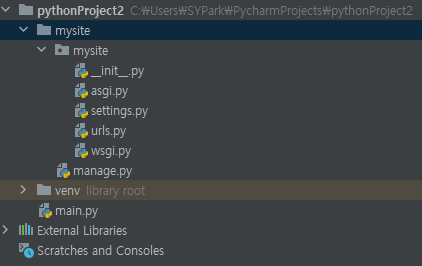 pythonProject2 C:₩Users₩SYPark₩PycharmProjects₩pythonProject2
mysite
mysite
__init__.py
asgi.py
settings.py
urls.py
wsgi.py
manage.py
venv library root
main.py
External Libraries
Scratches and Consoles